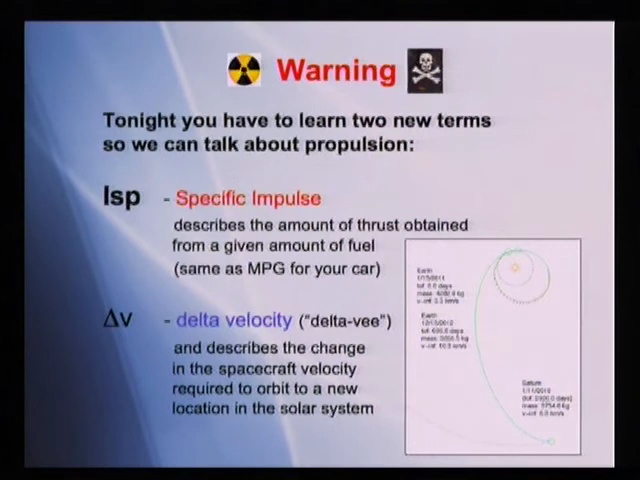 Warning
Tonight you have to learn two new terms
so we can talk about propulsion:
Isp - Specific Impulse
describes the amount of thrust obtained
from a given amount of fuel
(same as MPG for your car)
Δv - delta velocity ("delta-vee")
and describes the change
in the spacecraft velocity
required to orbit to a new
location in the solar system
Earth
Earth
Saturn